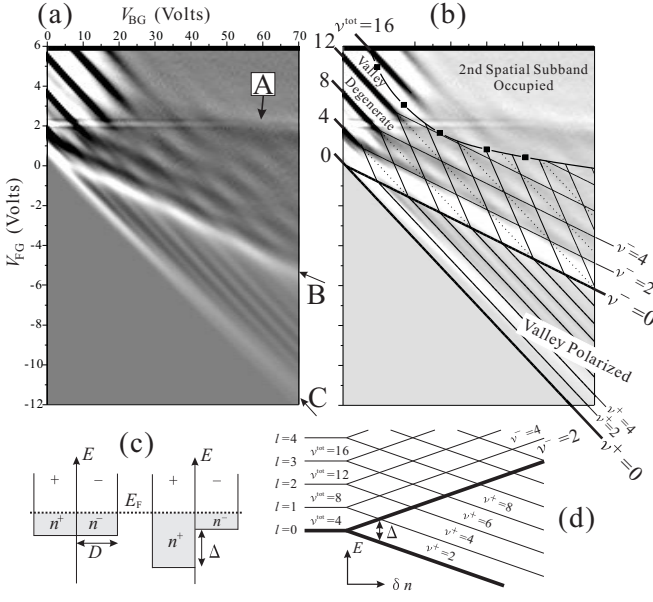 (a)
V_BG (Volts)
0 10 20 30 40 50 60 70
6
4
2
0
-2
-4
-6
-8
-10
-12
V_FG (Volts)
A
B
C
(b)
ν^tot=16
12
8
4
0
Valley
Degenerate
2nd Spatial Subband
Occupied
ν^-=4
ν^-=2
ν^-=0
Valley Polarized
ν^+=4
ν^+=2
ν^+=0
(c)
E
+ −
n^+ n^-
D
E_F
E
+ −
n^+
n^-
Δ
(d)
l=4
l=3
l=2
l=1
l=0
ν^tot=16
ν^tot=12
ν^tot=8
ν^tot=4
ν^-=4
ν^-=2
ν^+=8
ν^+=6
ν^+=4
ν^+=2
Δ
E
δ n